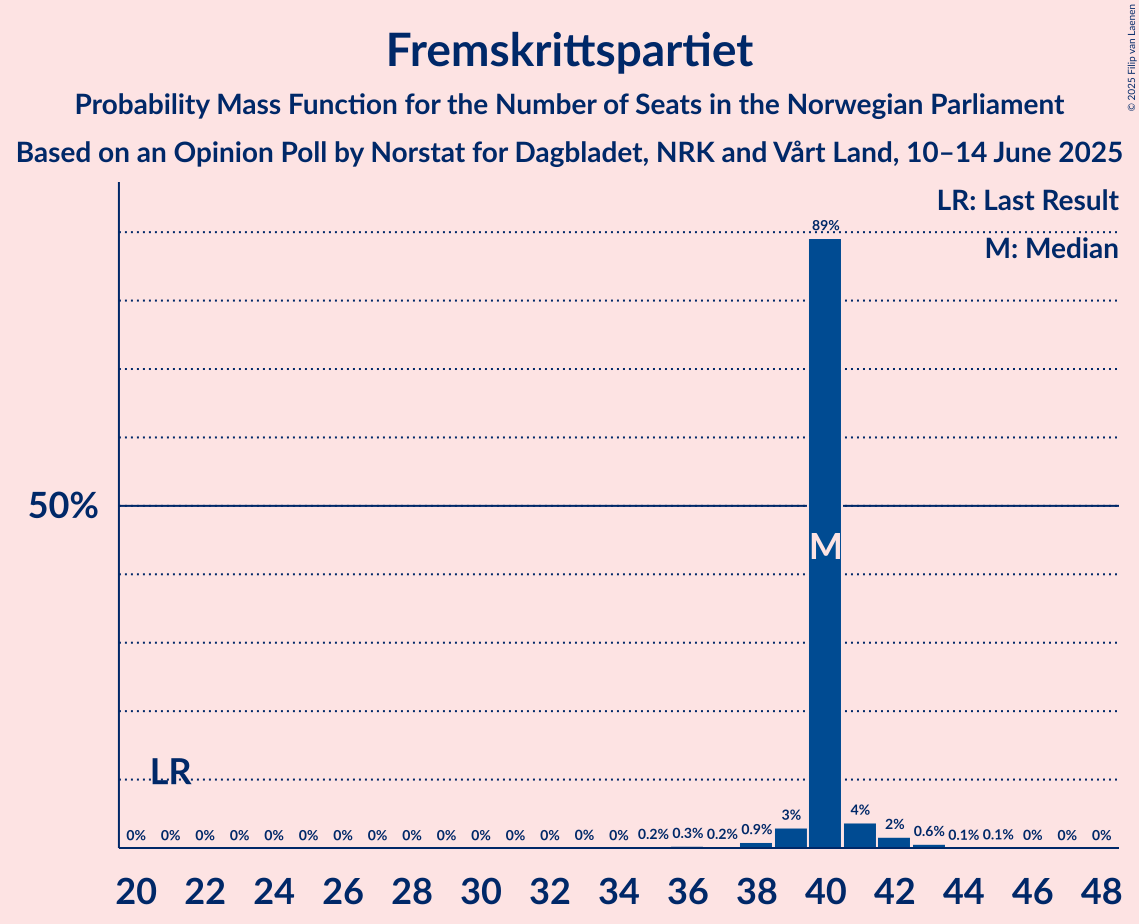 Fremskrittspartiet
Probability Mass Function for the Number of Seats in the Norwegian Parliament
Based on an Opinion Poll by Norstat for Dagbladet, NRK and Vårt Land, 10–14 June 2025
© 2025 Filip van Laenen
LR: Last Result
M: Median
89%
50%
M
LR
0% 0% 0% 0% 0% 0% 0% 0% 0% 0% 0% 0% 0% 0% 0% 0.2% 0.3% 0.2% 0.9% 3% 4% 2% 0.6% 0.1% 0.1% 0% 0% 0%
20 22 24 26 28 30 32 34 36 38 40 42 44 46 48